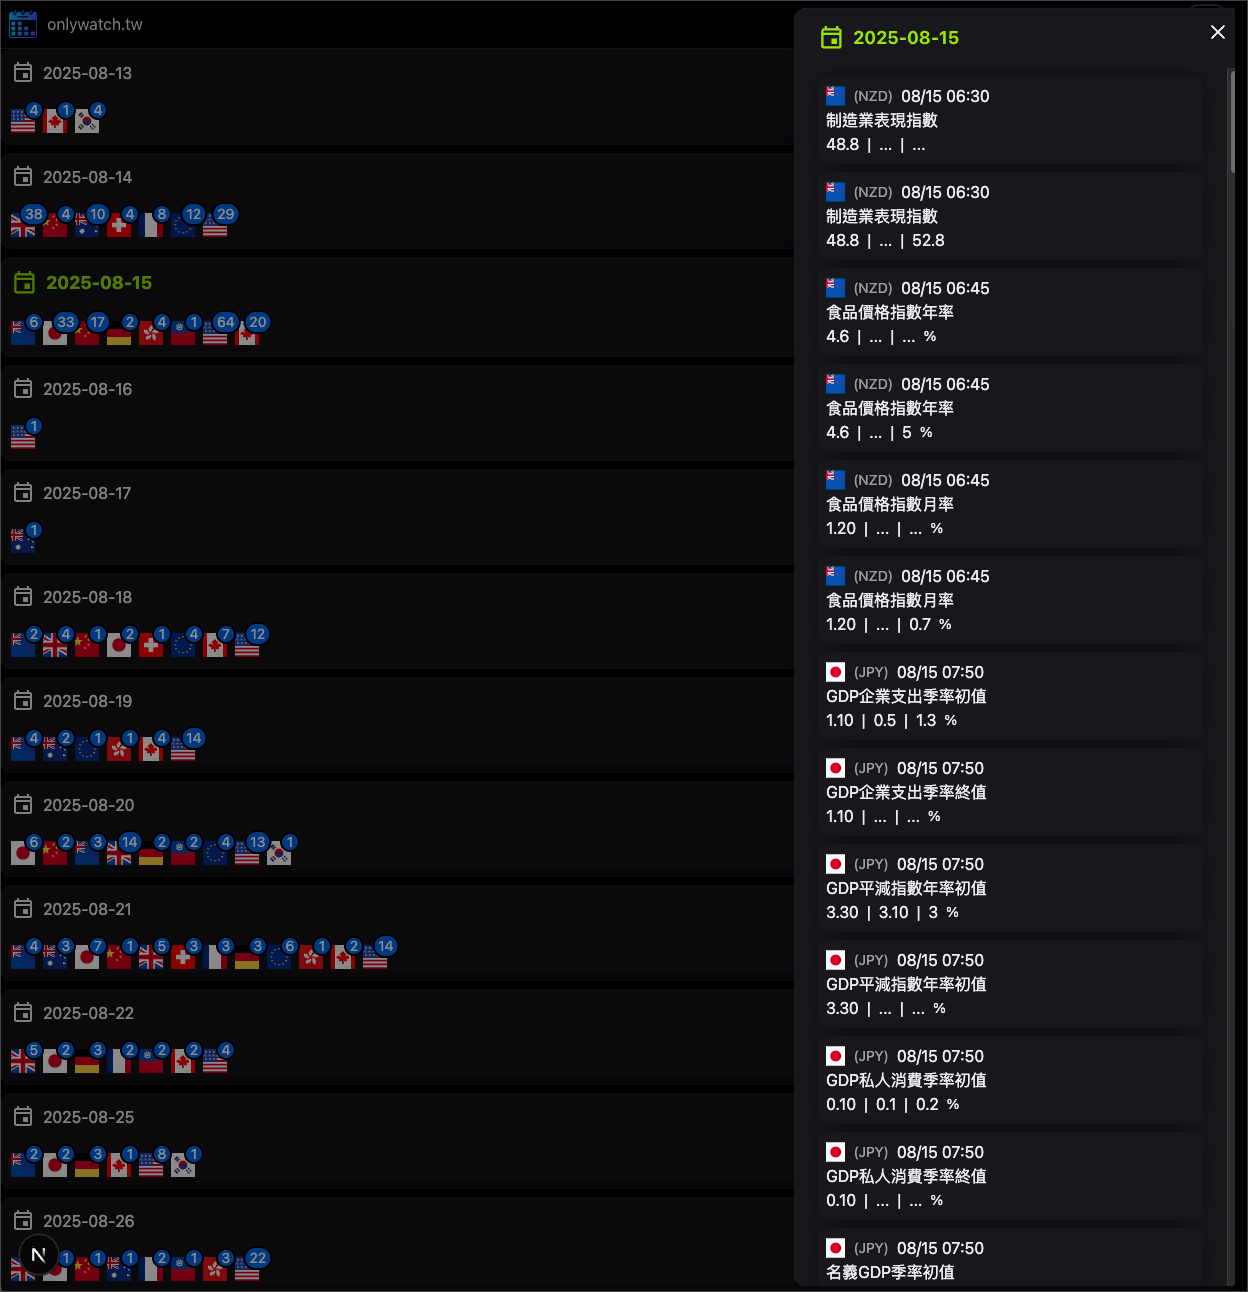 onlywatch.tw
2025-08-13
4 1 4
2025-08-14
38 4 10 4 8 12 29
2025-08-15
6 33 17 2 4 1 64 20
2025-08-16
1
2025-08-17
1
2025-08-18
2 4 1 2 1 4 7 12
2025-08-19
4 2 1 1 4 14
2025-08-20
6 2 3 14 2 2 4 13 1
2025-08-21
4 3 7 1 5 3 3 3 6 1 2 14
2025-08-22
5 2 3 2 2 2 4
2025-08-25
2 2 3 1 8 1
2025-08-26
N 1 1 1 2 1 3 22
2025-08-15
(NZD) 08/15 06:30
制造業表現指數
48.8 | ... | ...
(NZD) 08/15 06:30
制造業表現指數
48.8 | ... | 52.8
(NZD) 08/15 06:45
食品價格指數年率
4.6 | ... | ... %
(NZD) 08/15 06:45
食品價格指數年率
4.6 | ... | 5 %
(NZD) 08/15 06:45
食品價格指數月率
1.20 | ... | ... %
(NZD) 08/15 06:45
食品價格指數月率
1.20 | ... | 0.7 %
(JPY) 08/15 07:50
GDP企業支出季率初值
1.10 | 0.5 | 1.3 %
(JPY) 08/15 07:50
GDP企業支出季率終值
1.10 | ... | ... %
(JPY) 08/15 07:50
GDP平減指數年率初值
3.30 | 3.10 | 3 %
(JPY) 08/15 07:50
GDP平減指數年率初值
3.30 | ... | ... %
(JPY) 08/15 07:50
GDP私人消費季率初值
0.10 | 0.1 | 0.2 %
(JPY) 08/15 07:50
GDP私人消費季率終值
0.10 | ... | ... %
(JPY) 08/15 07:50
名義GDP季率初值